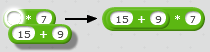 * 7
15 + 9
15 + 9 * 7